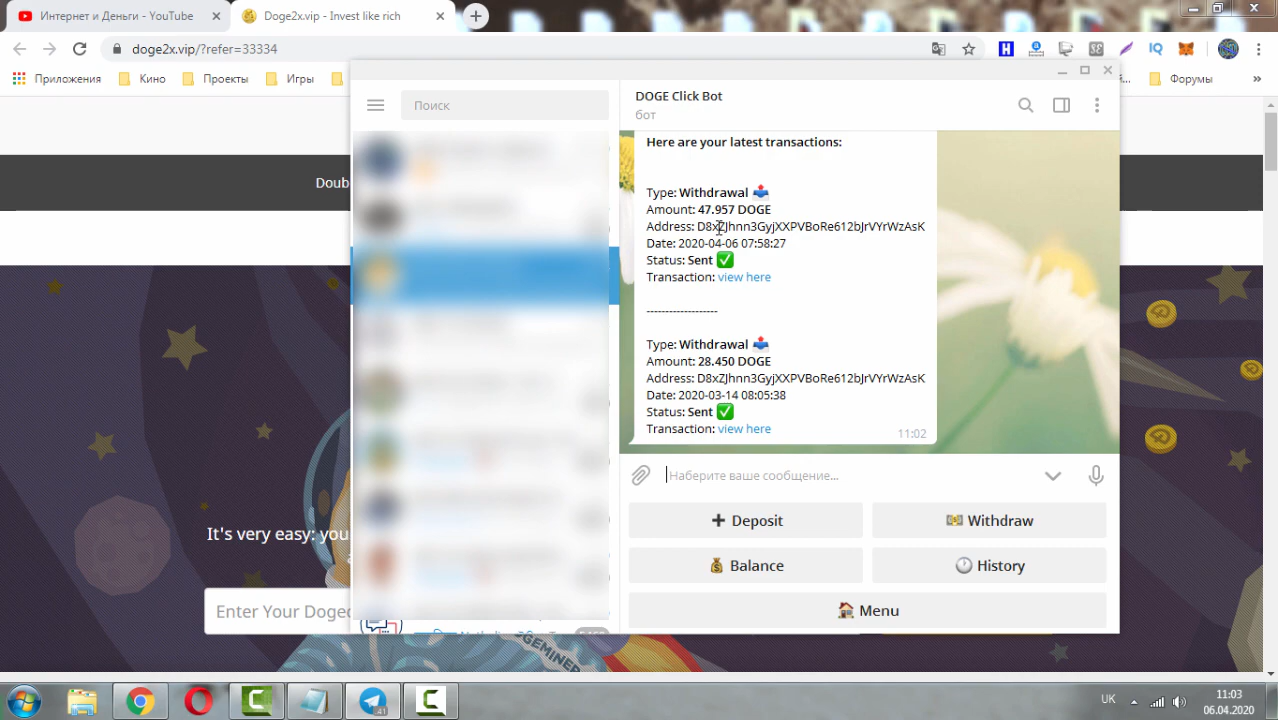 Интернет и Деньги - YouTube
Doge2x.vip - Invest like rich
doge2x.vip/?refer=33334
Приложения
Кино
Проекты
Игры
Форумы
»
Поиск
DOGE Click Bot
бот
Doub
Here are your latest transactions:
Type: Withdrawal 📤
Amount: 47.957 DOGE
Address: D8xZJhnn3GyjXXPVBoRe612bJrVYrWzAsK
Date: 2020-04-06 07:58:27
Status: Sent ✅
Transaction: view here
-------------------
Type: Withdrawal 📤
Amount: 28.450 DOGE
Address: D8xZJhnn3GyjXXPVBoRe612bJrVYrWzAsK
Date: 2020-03-14 08:05:38
Status: Sent ✅
Transaction: view here
11:02
Наберите ваше сообщение...
➕ Deposit
💵 Withdraw
💰 Balance
🕐 History
🏠 Menu
It's very easy: you
Enter Your Doged
DOGEMINER
41
UK
11:03
06.04.2020